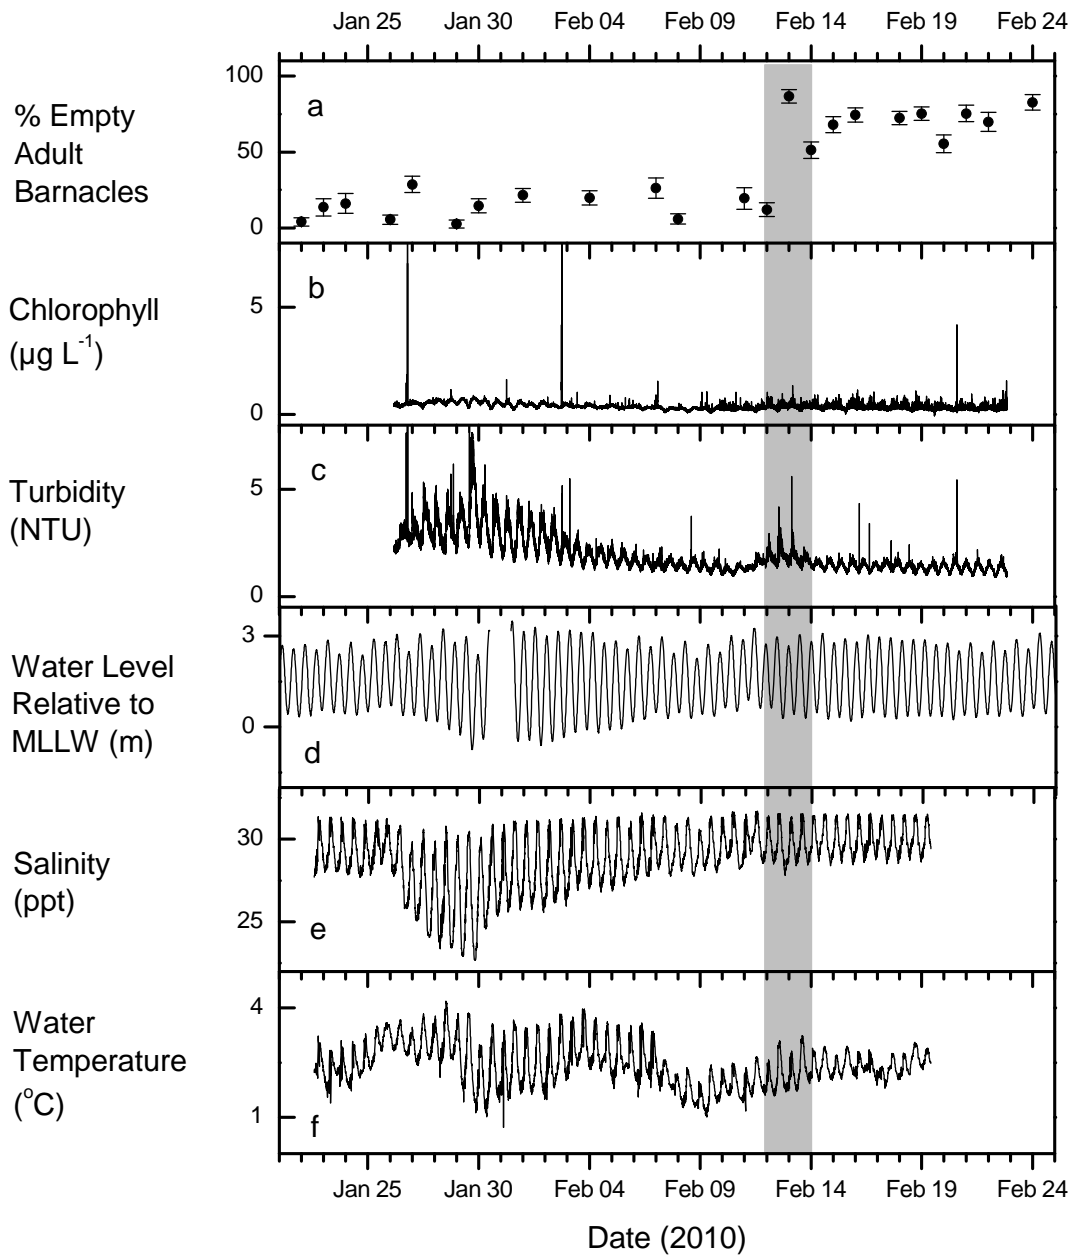 Jan 25 Jan 30 Feb 04 Feb 09 Feb 14 Feb 19 Feb 24
% Empty
Adult
Barnacles
100
50
0
a
Chlorophyll
(µg L-1)
5
0
b
Turbidity
(NTU)
5
0
c
Water Level
Relative to
MLLW (m)
3
0
d
Salinity
(ppt)
30
25
e
Water
Temperature
(oC)
4
1
f
Jan 25 Jan 30 Feb 04 Feb 09 Feb 14 Feb 19 Feb 24
Date (2010)